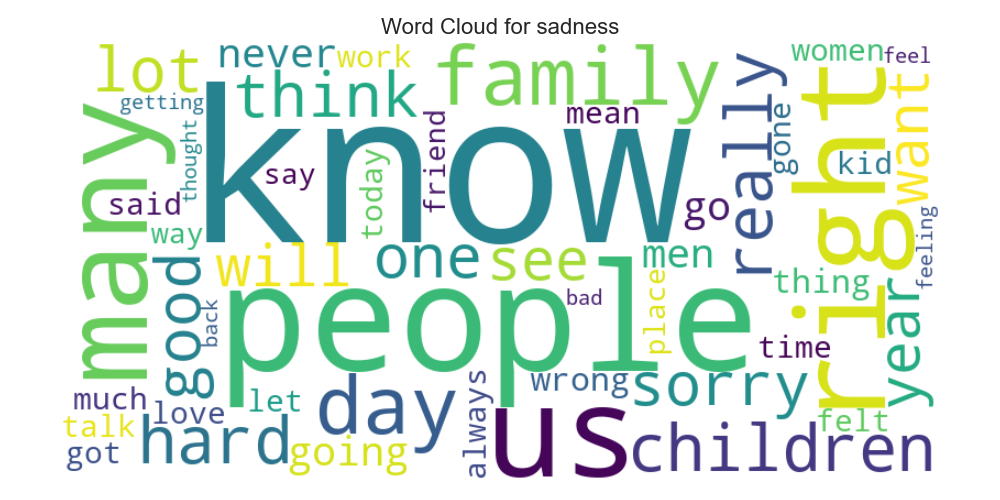 Word Cloud for sadness
lot
never
work
family
women
feel
getting
think
mean
really
many
know
right
thought
today
friend
gone
kid
want
say
said
go
way
one
see
men
feeling
will
good
people
bad
place
thing
back
year
time
much
love
let
day
always
wrong
sorry
talk
hard
us
felt
got
going
children